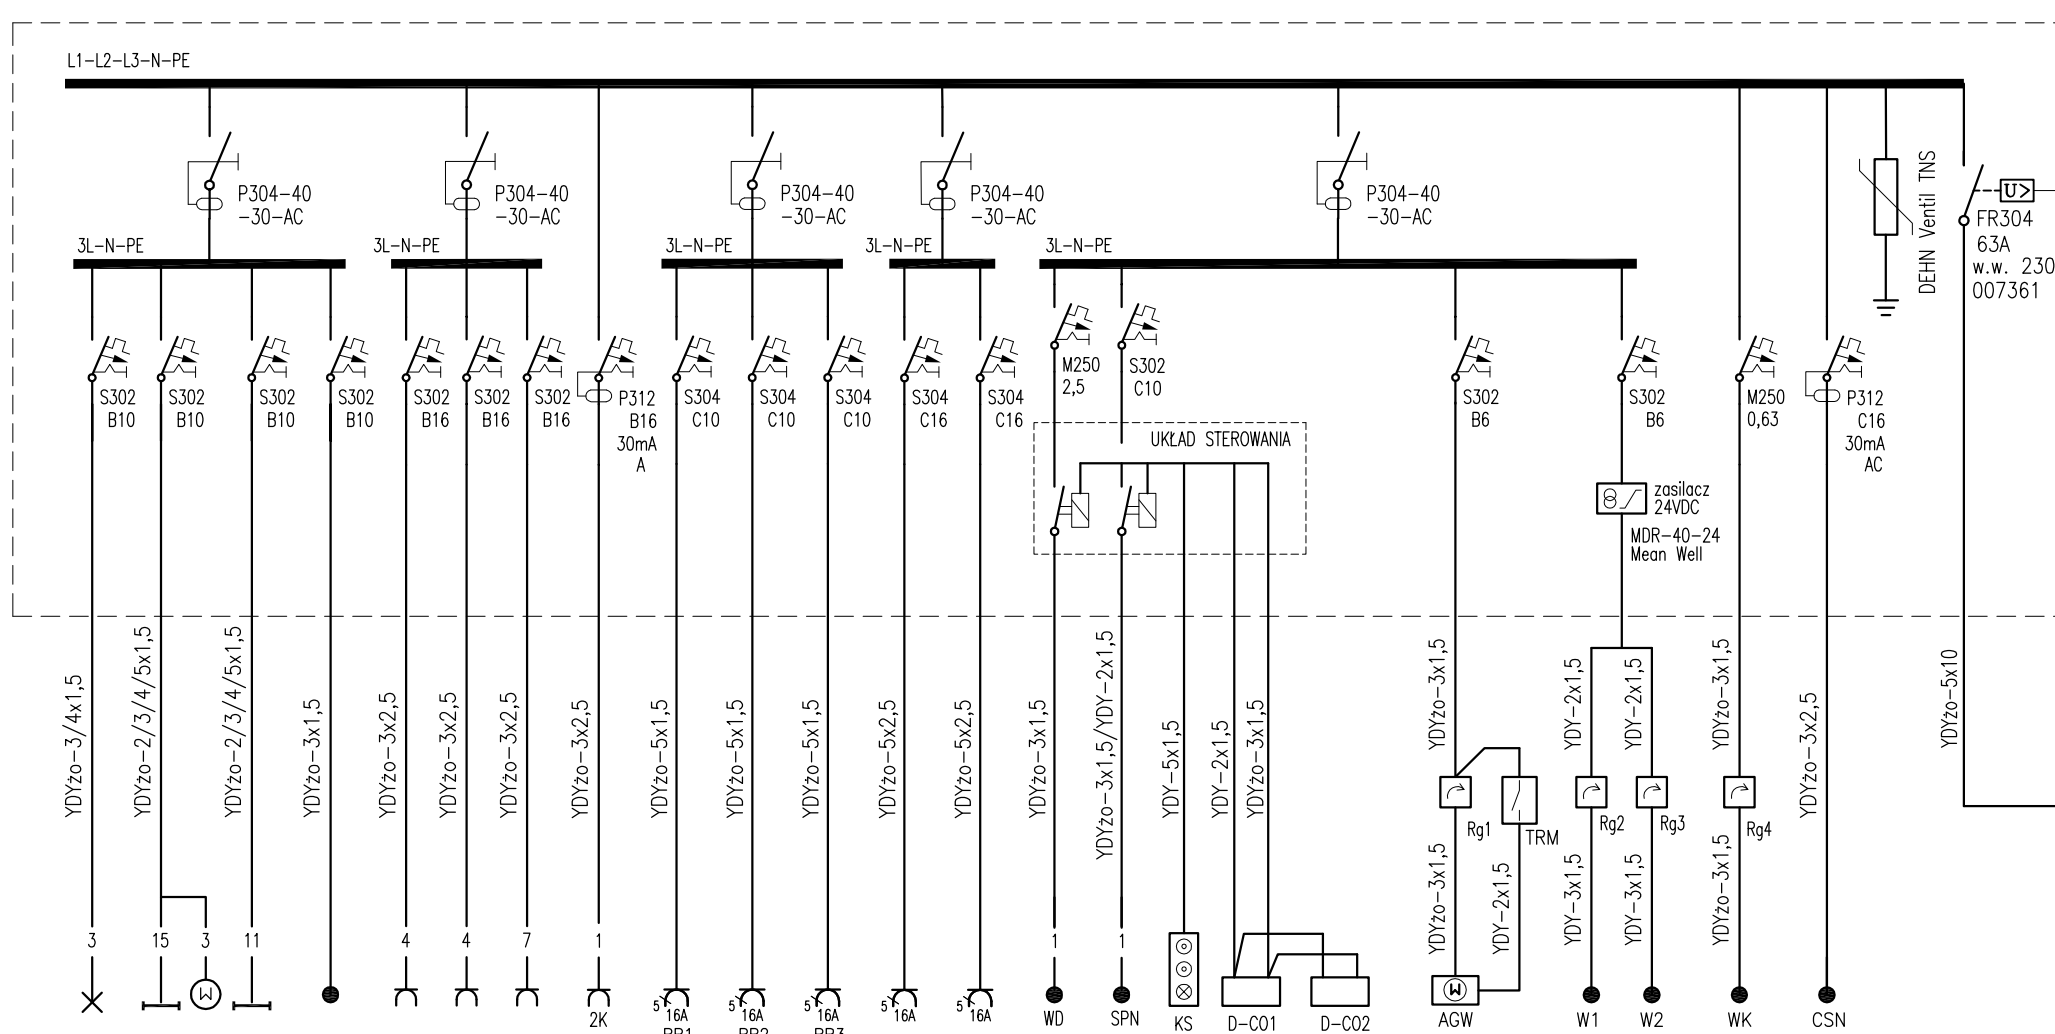 L1-L2-L3-N-PE
P304-40
-30-AC
P304-40
-30-AC
P304-40
-30-AC
P304-40
-30-AC
P304-40
-30-AC
DEHN Ventil TNS
U>
FR304
63A
w.w. 230
007361
3L-N-PE
3L-N-PE
3L-N-PE
3L-N-PE
3L-N-PE
S302
B10
S302
B10
S302
B10
S302
B10
S302
B16
S302
B16
S302
B16
P312
B16
30mA
A
S304
C10
S304
C10
S304
C10
S304
C16
S304
C16
M250
2,5
S302
C10
S302
B6
S302
B6
M250
0,63
P312
C16
30mA
AC
UKŁAD STEROWANIA
zasilacz
24VDC
MDR-40-24
Mean Well
YDYżo-3/4x1,5
YDYżo-2/3/4/5x1,5
YDYżo-2/3/4/5x1,5
YDYżo-3x1,5
YDYżo-3x2,5
YDYżo-3x2,5
YDYżo-3x2,5
YDYżo-3x2,5
YDYżo-5x1,5
YDYżo-5x1,5
YDYżo-5x1,5
YDYżo-5x2,5
YDYżo-5x2,5
YDYżo-3x1,5
YDYżo-3x1,5/YDY-2x1,5
YDY-5x1,5
YDY-2x1,5
YDYżo-3x1,5
YDYżo-3x1,5
YDY-2x1,5
YDY-2x1,5
YDYżo-3x1,5
YDYżo-3x2,5
YDYżo-5x10
Rg1
TRM
Rg2
Rg3
Rg4
YDYżo-3x1,5
YDY-2x1,5
YDY-3x1,5
YDY-3x1,5
YDYżo-3x1,5
3
15
3
11
4
4
7
1
1
1
M
M
2K
5
16A
5
16A
5
16A
5
16A
5
16A
WD
SPN
KS
D-CO1
D-CO2
AGW
W1
W2
WK
CSN